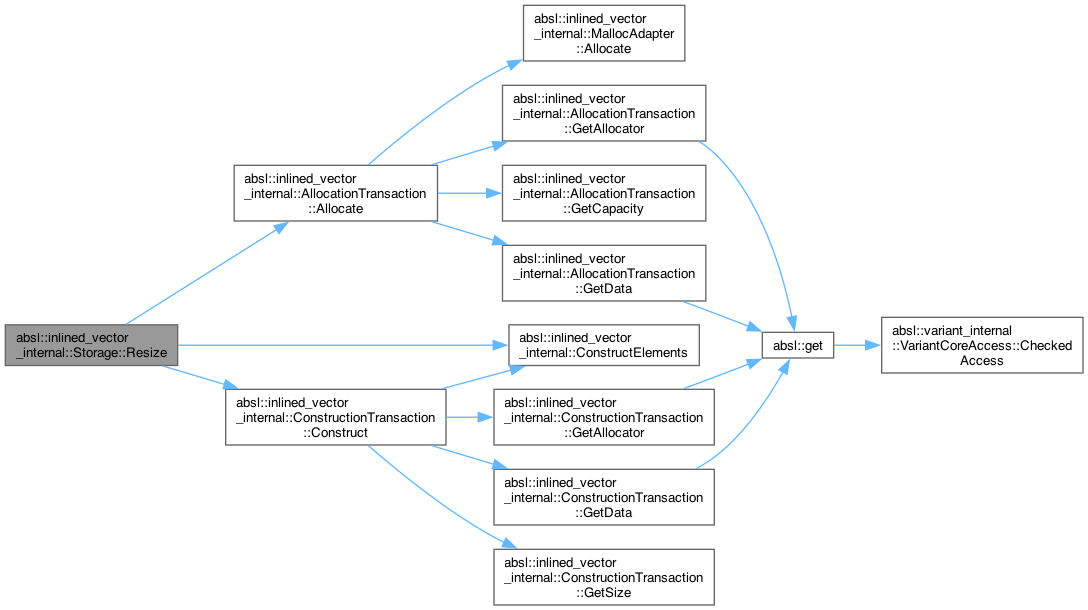 absl::inlined_vector
_internal::Storage::Resize
absl::inlined_vector
_internal::AllocationTransaction
::Allocate
absl::inlined_vector
_internal::MallocAdapter
::Allocate
absl::inlined_vector
_internal::AllocationTransaction
::GetAllocator
absl::inlined_vector
_internal::AllocationTransaction
::GetCapacity
absl::inlined_vector
_internal::AllocationTransaction
::GetData
absl::inlined_vector
_internal::ConstructElements
absl::inlined_vector
_internal::ConstructionTransaction
::Construct
absl::inlined_vector
_internal::ConstructionTransaction
::GetAllocator
absl::inlined_vector
_internal::ConstructionTransaction
::GetData
absl::inlined_vector
_internal::ConstructionTransaction
::GetSize
absl::get
absl::variant_internal
::VariantCoreAccess::Checked
Access